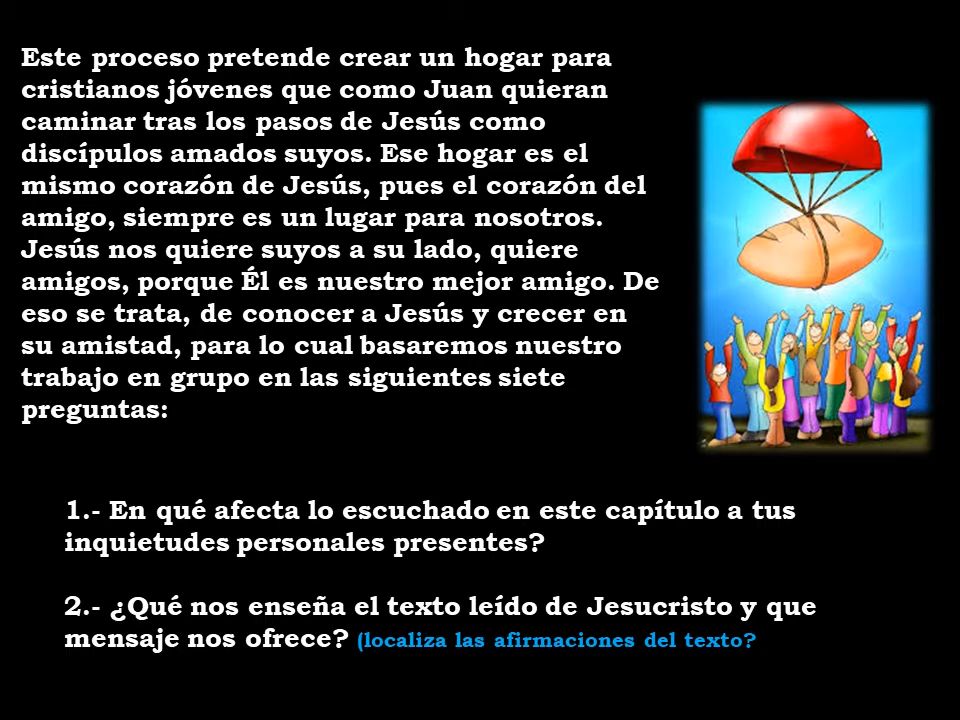 Este proceso pretende crear un hogar para
cristianos jóvenes que como Juan quieran
caminar tras los pasos de Jesús como
discípulos amados suyos. Ese hogar es el
mismo corazón de Jesús, pues el corazón del
amigo, siempre es un lugar para nosotros.
Jesús nos quiere suyos a su lado, quiere
amigos, porque Él es nuestro mejor amigo. De
eso se trata, de conocer a Jesús y crecer en
su amistad, para lo cual basaremos nuestro
trabajo en grupo en las siguientes siete
preguntas:
1.- En qué afecta lo escuchado en este capítulo a tus
inquietudes personales presentes?
2.- ¿Qué nos enseña el texto leído de Jesucristo y que
mensaje nos ofrece? (localiza las afirmaciones del texto?